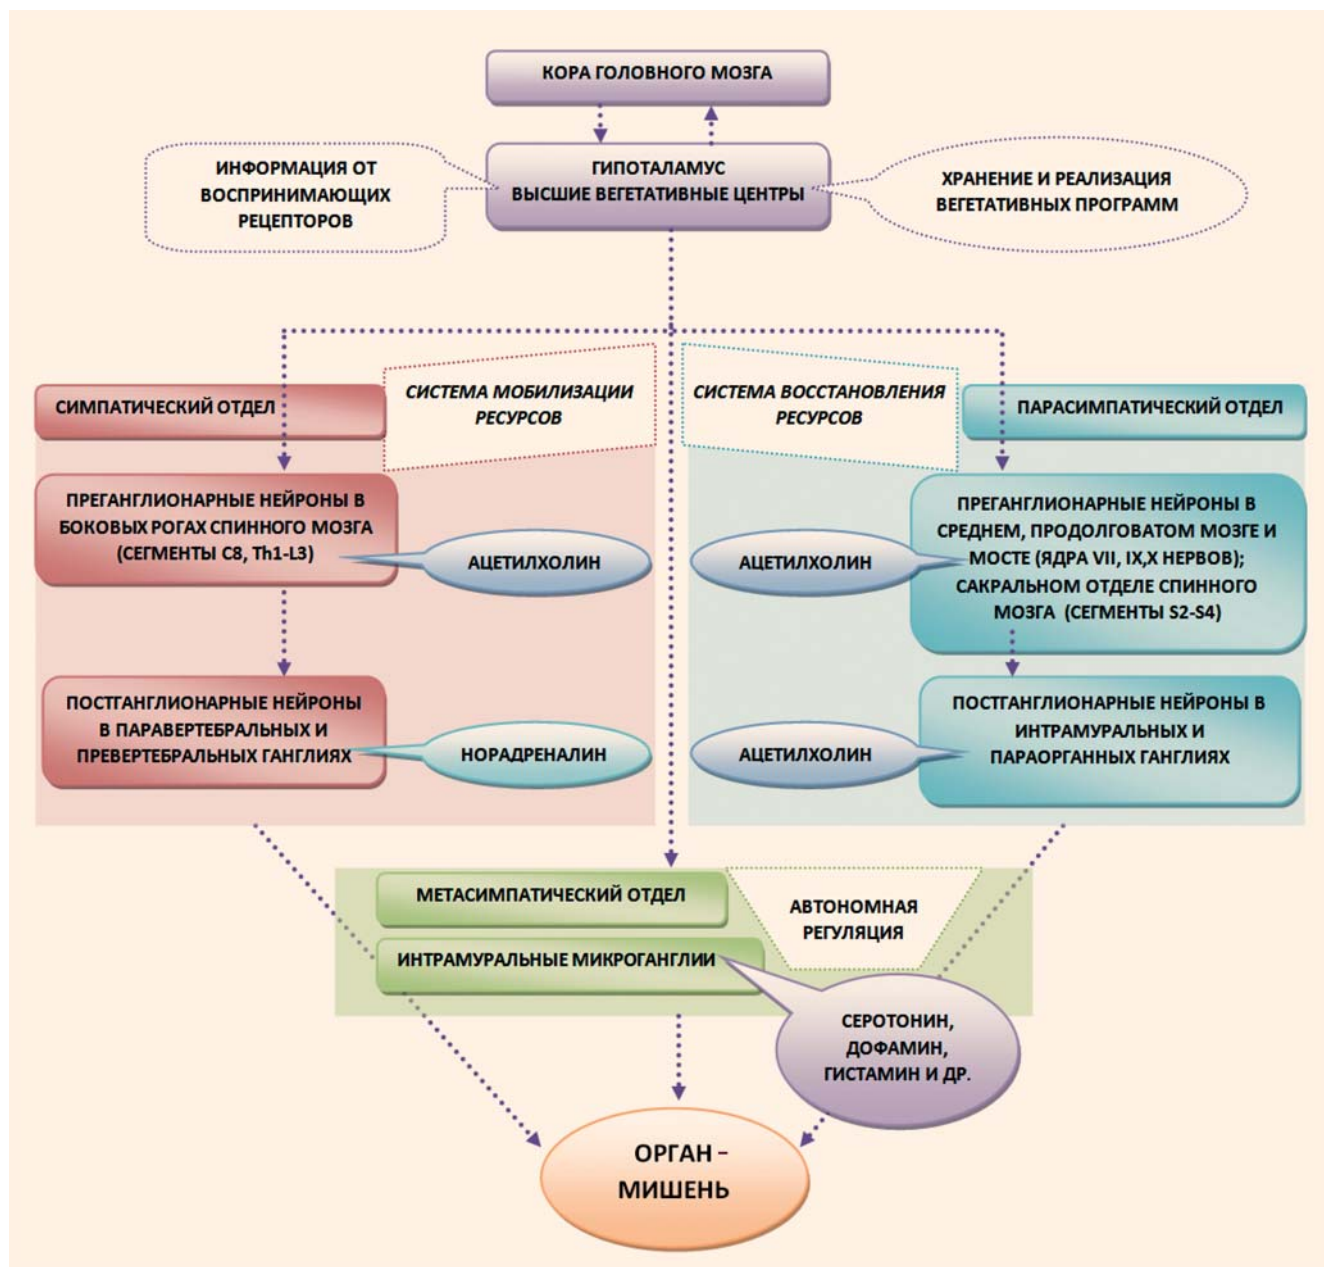 КОРА ГОЛОВНОГО МОЗГА
ИНФОРМАЦИЯ ОТ
ВОСПРИНИМАЮЩИХ
РЕЦЕПТОРОВ
ГИПОТАЛАМУС
ВЫСШИЕ ВЕГЕТАТИВНЫЕ ЦЕНТРЫ
ХРАНЕНИЕ И РЕАЛИЗАЦИЯ
ВЕГЕТАТИВНЫХ ПРОГРАММ
СИМПАТИЧЕСКИЙ ОТДЕЛ
СИСТЕМА МОБИЛИЗАЦИИ
РЕСУРСОВ
СИСТЕМА ВОССТАНОВЛЕНИЯ
РЕСУРСОВ
ПАРАСИМПАТИЧЕСКИЙ ОТДЕЛ
ПРЕГАНГЛИОНАРНЫЕ НЕЙРОНЫ В
БОКОВЫХ РОГАХ СПИННОГО МОЗГА
(СЕГМЕНТЫ С8, Th1-L3)
АЦЕТИЛХОЛИН
АЦЕТИЛХОЛИН
ПРЕГАНГЛИОНАРНЫЕ НЕЙРОНЫ В
СРЕДНЕМ, ПРОДОЛГОВАТОМ МОЗГЕ И
МОСТЕ (ЯДРА VII, IX,X НЕРВОВ);
САКРАЛЬНОМ ОТДЕЛЕ СПИННОГО
МОЗГА (СЕГМЕНТЫ S2-S4)
ПОСТГАНГЛИОНАРНЫЕ НЕЙРОНЫ
В ПАРАВЕРТЕБРАЛЬНЫХ И
ПРЕВЕРТЕБРАЛЬНЫХ ГАНГЛИЯХ
НОРАДРЕНАЛИН
АЦЕТИЛХОЛИН
ПОСТГАНГЛИОНАРНЫЕ НЕЙРОНЫ В
ИНТРАМУРАЛЬНЫХ И
ПАРАОРГАННЫХ ГАНГЛИЯХ
МЕТАСИМПАТИЧЕСКИЙ ОТДЕЛ
АВТОНОМНАЯ
РЕГУЛЯЦИЯ
ИНТРАМУРАЛЬНЫЕ МИКРОГАНГЛИИ
СЕРОТОНИН,
ДОФАМИН,
ГИСТАМИН И ДР.
ОРГАН –
МИШЕНЬ